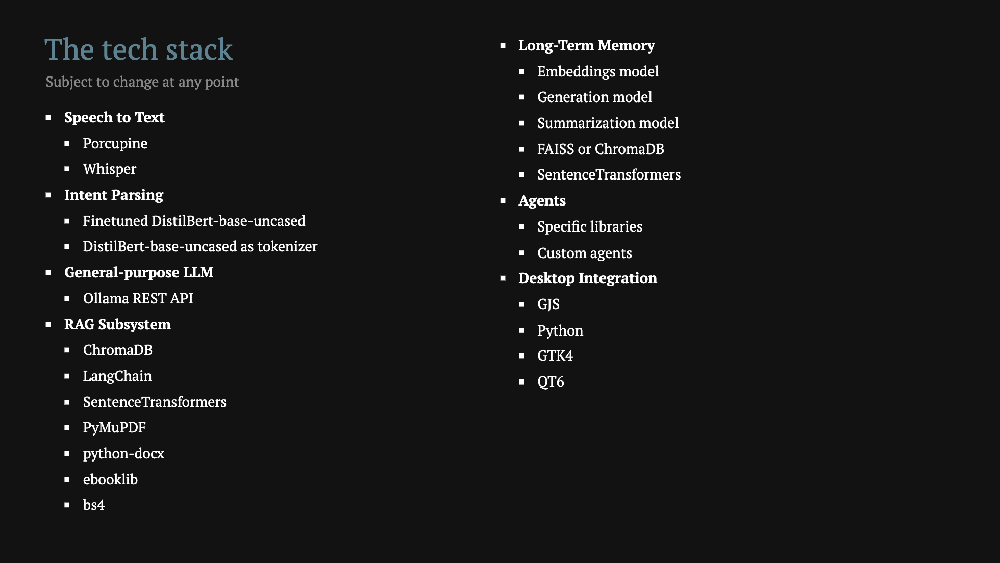 The tech stack
Subject to change at any point
Speech to Text
Porcupine
Whisper
Intent Parsing
Finetuned DistilBert-base-uncased
DistilBert-base-uncased as tokenizer
General-purpose LLM
Ollama REST API
RAG Subsystem
ChromaDB
LangChain
SentenceTransformers
PyMuPDF
python-docx
ebooklib
bs4
Long-Term Memory
Embeddings model
Generation model
Summarization model
FAISS or ChromaDB
SentenceTransformers
Agents
Specific libraries
Custom agents
Desktop Integration
GJS
Python
GTK4
QT6